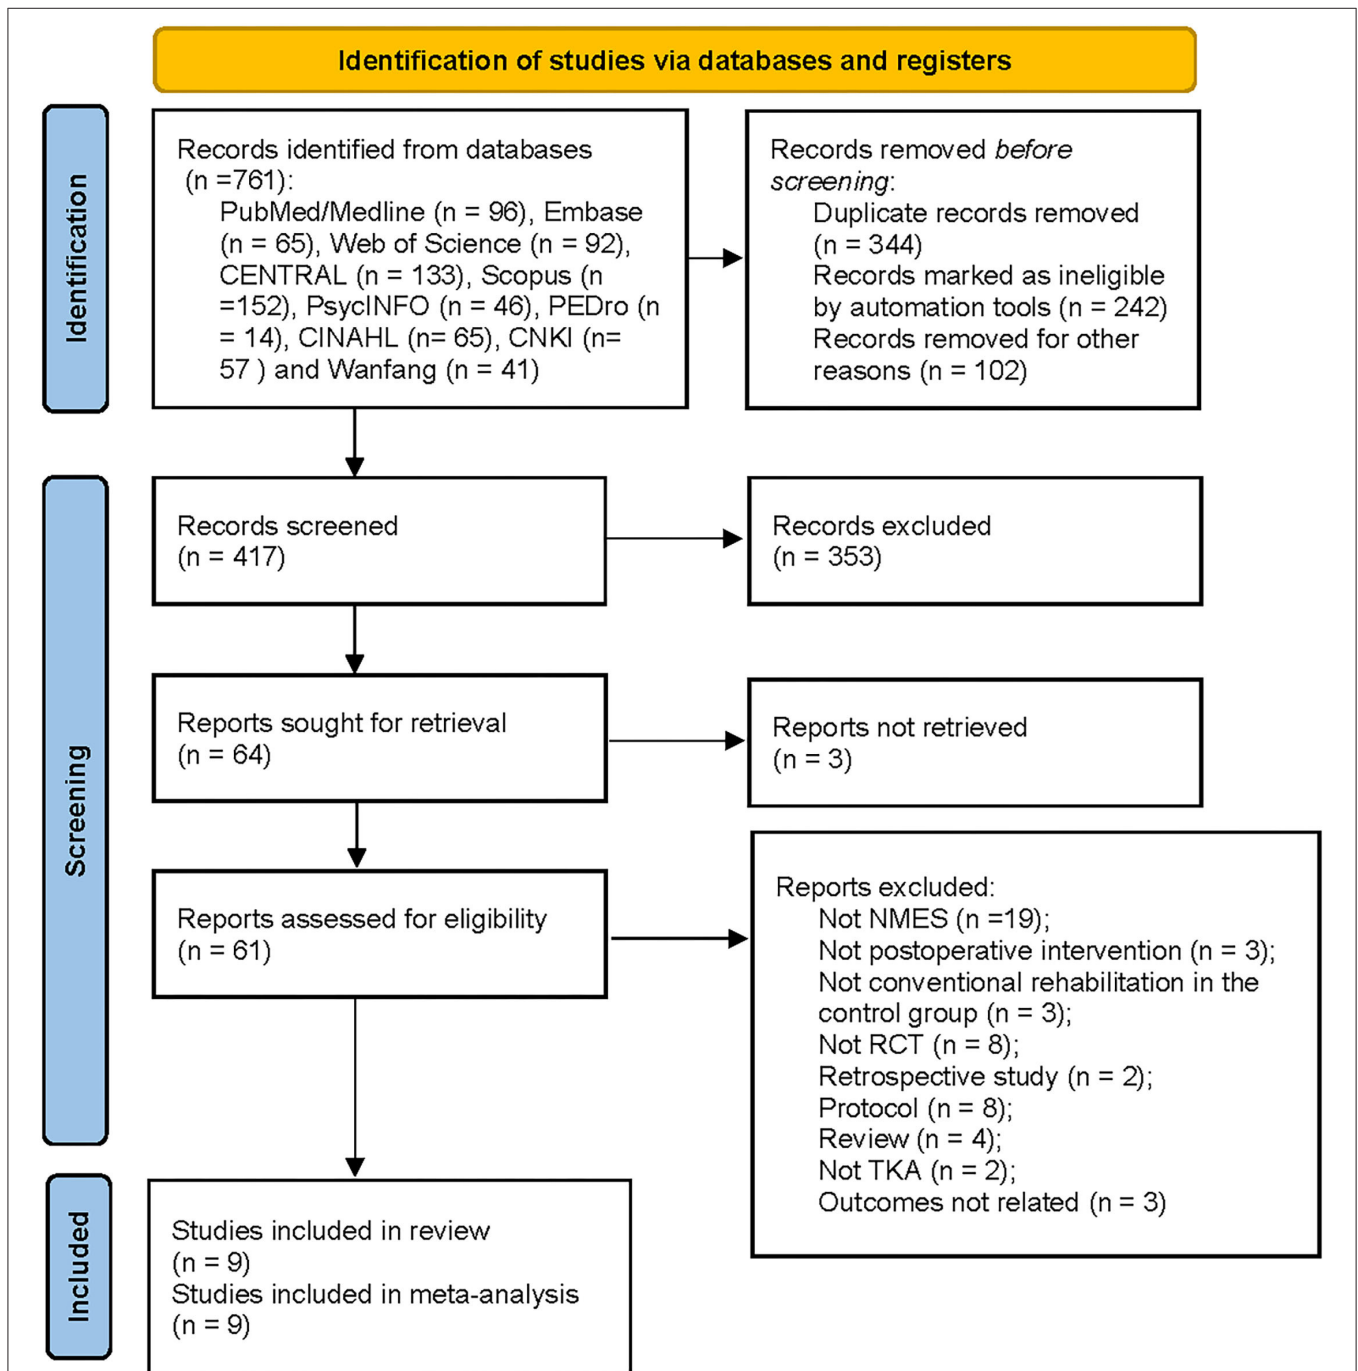 Identification of studies via databases and registers
Identification
Records identified from databases
(n =761):
PubMed/Medline (n = 96), Embase
(n = 65), Web of Science (n = 92),
CENTRAL (n = 133), Scopus (n
=152), PsycINFO (n = 46), PEDro (n
= 14), CINAHL (n= 65), CNKI (n=
57 ) and Wanfang (n = 41)
Records removed before
screening:
Duplicate records removed
(n = 344)
Records marked as ineligible
by automation tools (n = 242)
Records removed for other
reasons (n = 102)
Screening
Records screened
(n = 417)
Records excluded
(n = 353)
Reports sought for retrieval
(n = 64)
Reports not retrieved
(n = 3)
Reports assessed for eligibility
(n = 61)
Reports excluded:
Not NMES (n =19);
Not postoperative intervention (n = 3);
Not conventional rehabilitation in the
control group (n = 3);
Not RCT (n = 8);
Retrospective study (n = 2);
Protocol (n = 8);
Review (n = 4);
Not TKA (n = 2);
Outcomes not related (n = 3)
Included
Studies included in review
(n = 9)
Studies included in meta-analysis
(n = 9)